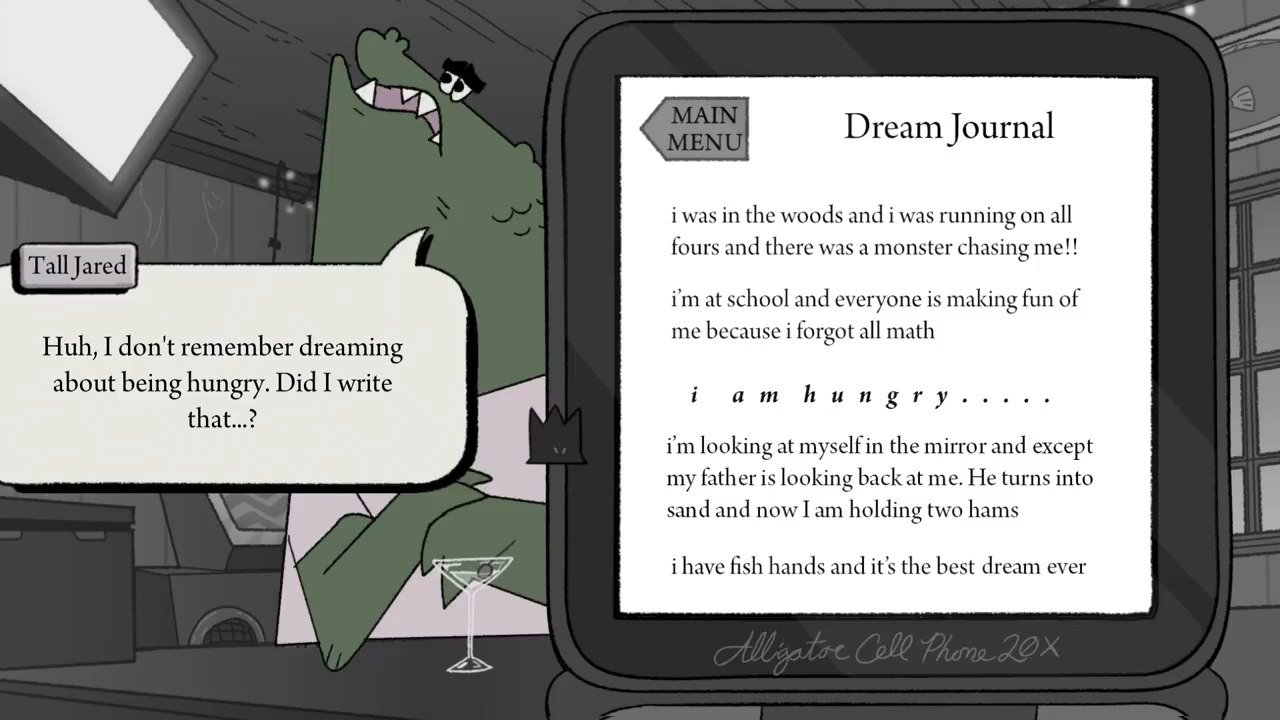 Tall Jared
Huh, I don't remember dreaming
about being hungry. Did I write
that...?
MAIN
MENU
Dream Journal
i was in the woods and i was running on all
fours and there was a monster chasing me!!
i'm at school and everyone is making fun of
me because i forgot all math
i am hungry.....
i'm looking at myself in the mirror and except
my father is looking back at me. He turns into
sand and now I am holding two hams
i have fish hands and it's the best dream ever
Alligator Cell Phone 20X